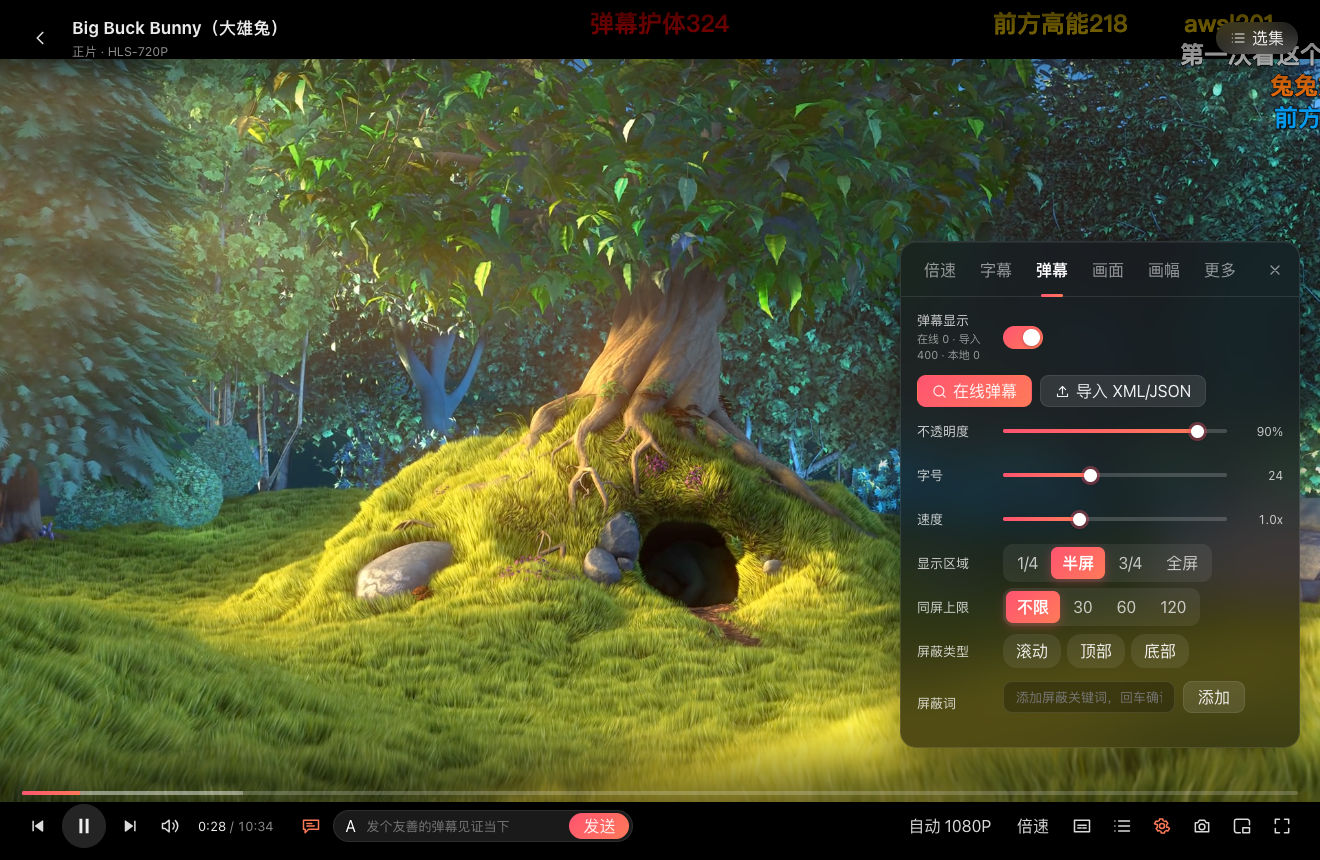 Big Buck Bunny（大雄兔）
正片 · HLS-720P
弹幕护体324
前方高能218
awsl201
选集
第一次看这个
兔兔
前方
倍速 字幕 弹幕 画面 画幅 更多
弹幕显示
在线 0 · 导入
400 · 本地 0
在线弹幕
导入 XML/JSON
不透明度 90%
字号 24
速度 1.0x
显示区域 1/4 半屏 3/4 全屏
同屏上限 不限 30 60 120
屏蔽类型 滚动 顶部 底部
屏蔽词 添加屏蔽关键词，回车确 添加
0:28 / 10:34
A 发个友善的弹幕见证当下 发送
自动 1080P 倍速